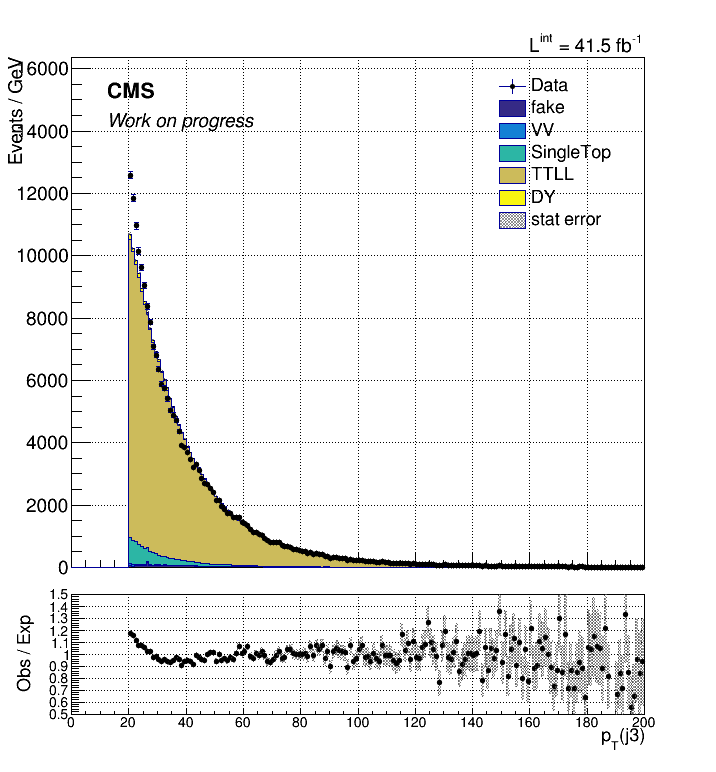 L^int = 41.5 fb^-1
Events / GeV
CMS
Work on progress
Data
fake
VV
SingleTop
TTLL
DY
stat error
16000
14000
12000
10000
8000
6000
4000
2000
0
Obs / Exp
1.5
1.4
1.3
1.2
1.1
1
0.9
0.8
0.7
0.6
0.5
0 20 40 60 80 100 120 140 160 180 200
p_T(j3)